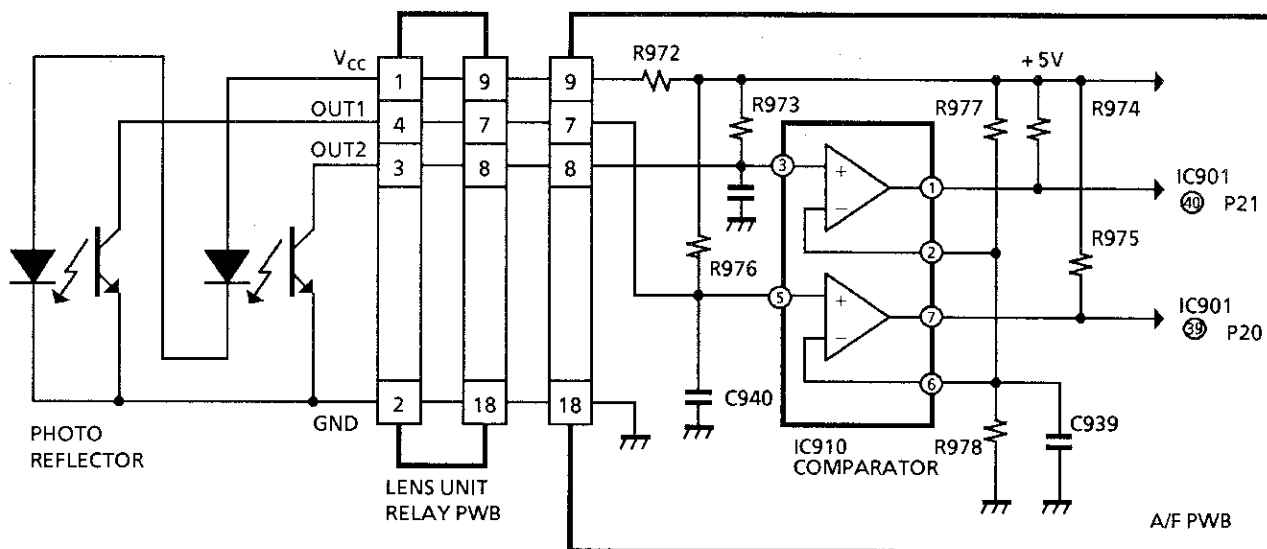 VCC
OUT1
OUT2
GND
1
4
3
2
9
7
8
18
9
7
8
18
PHOTO
REFLECTOR
LENS UNIT
RELAY PWB
R972
R973
R976
C940
+ 5V
R977
R974
R975
R978
C939
3
+
−
1
2
5
+
−
7
6
IC910
COMPARATOR
IC901
40 P21
IC901
39 P20
A/F PWB